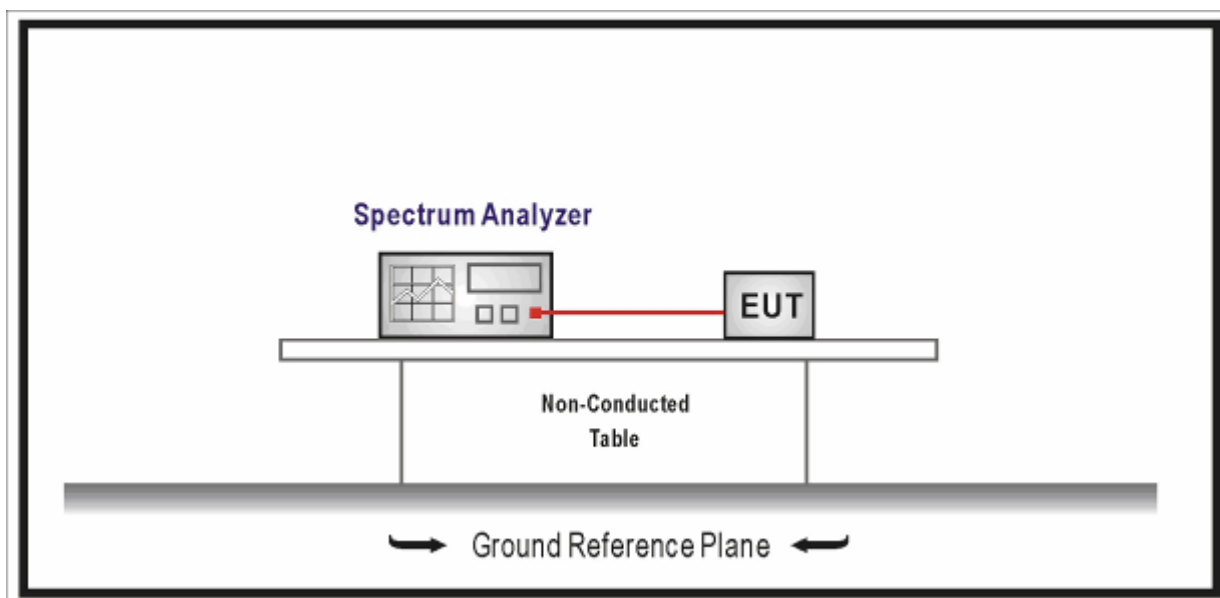 Spectrum Analyzer
EUT
Non-Conducted
Table
Ground Reference Plane